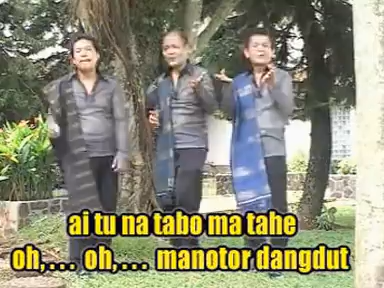 ai tu na tabo ma tahe
oh, . . . oh, . . . manotor dangdut